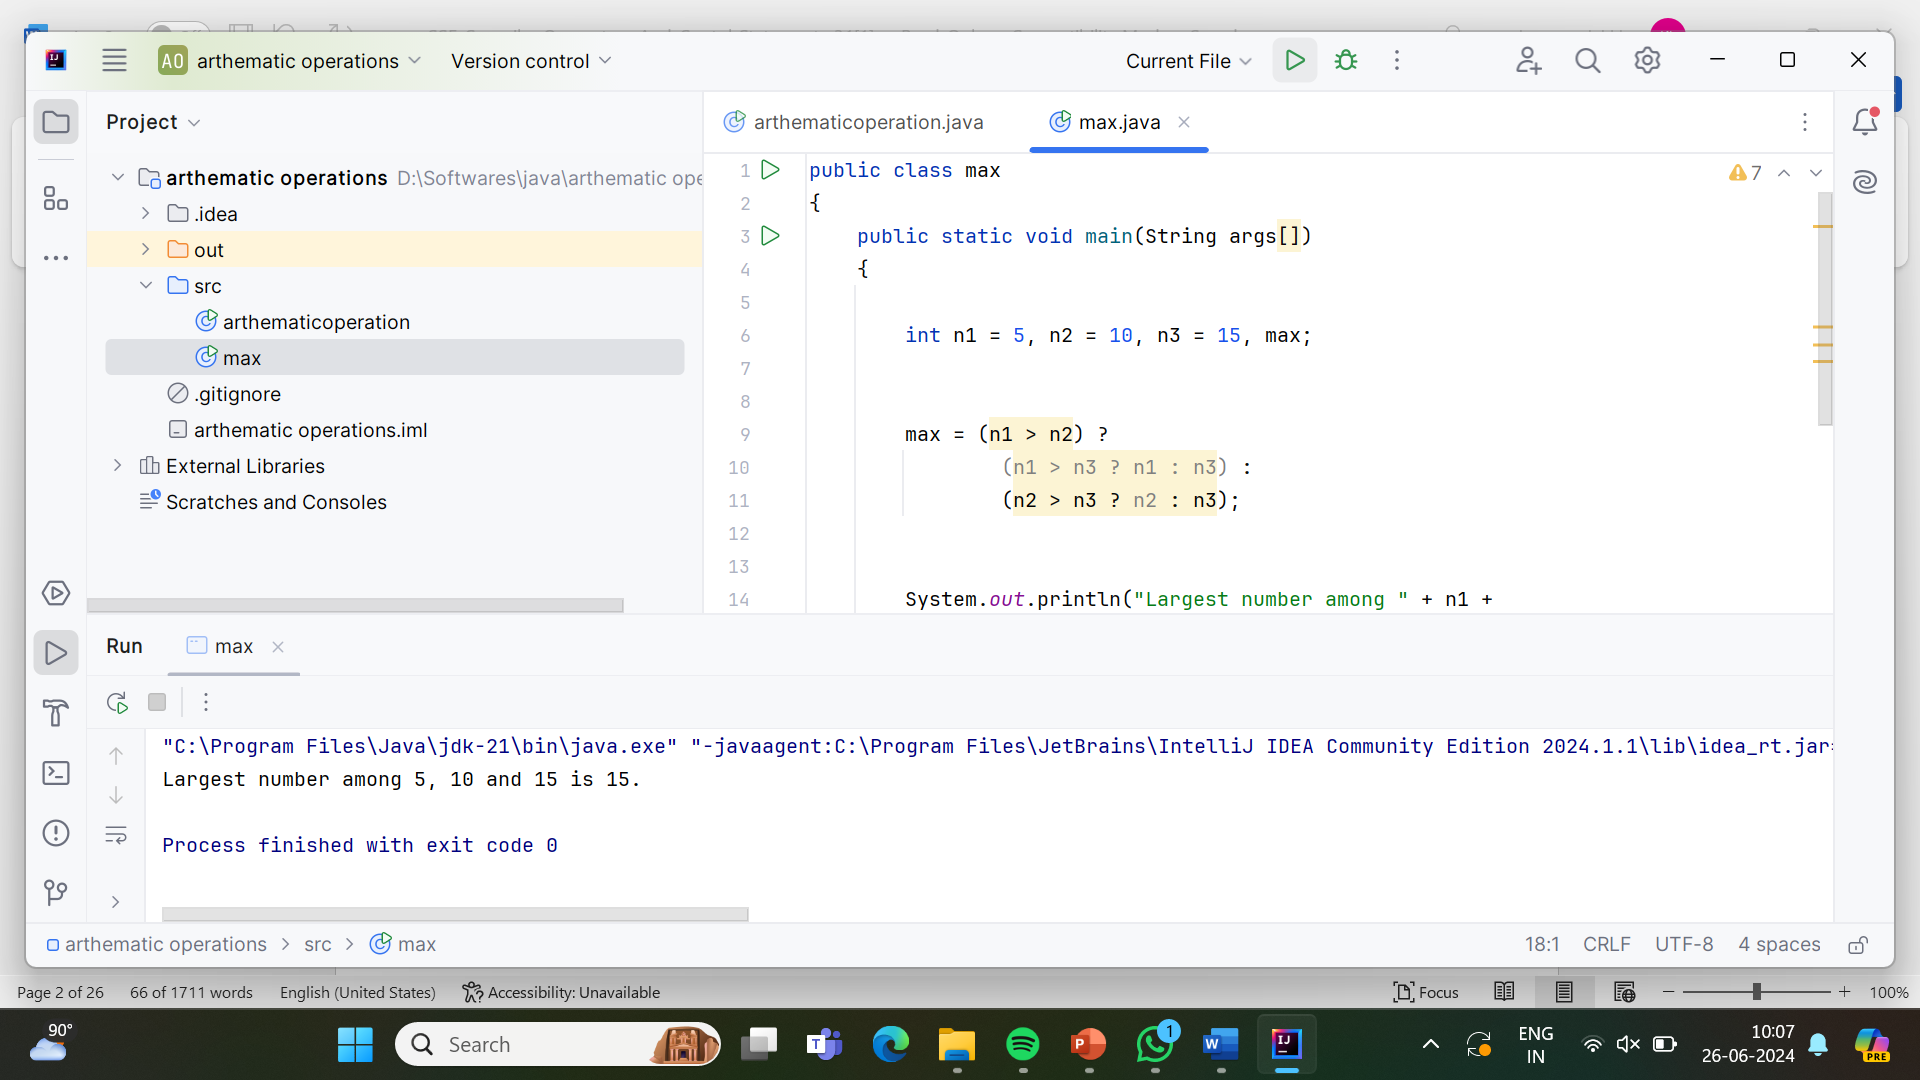 AO arthematic operations Version control Current File
Project
arthematic operations D:\Softwares\java\arthematic ope
.idea
out
src
arthematicoperation
max
.gitignore
arthematic operations.iml
External Libraries
Scratches and Consoles
arthematicoperation.java max.java
7
1 public class max
2 {
3 public static void main(String args[])
4 {
5
6 int n1 = 5, n2 = 10, n3 = 15, max;
7
8
9 max = (n1 > n2) ?
10 (n1 > n3 ? n1 : n3) :
11 (n2 > n3 ? n2 : n3);
12
13
14 System.out.println("Largest number among " + n1 +
Run max
"C:\Program Files\Java\jdk-21\bin\java.exe" "-javaagent:C:\Program Files\JetBrains\IntelliJ IDEA Community Edition 2024.1.1\lib\idea_rt.jar=
Largest number among 5, 10 and 15 is 15.
Process finished with exit code 0
arthematic operations > src > max
18:1 CRLF UTF-8 4 spaces
Page 2 of 26 66 of 1711 words English (United States) Accessibility: Unavailable Focus 100%
90°
Search
1
ENG
IN
10:07
26-06-2024
PRE